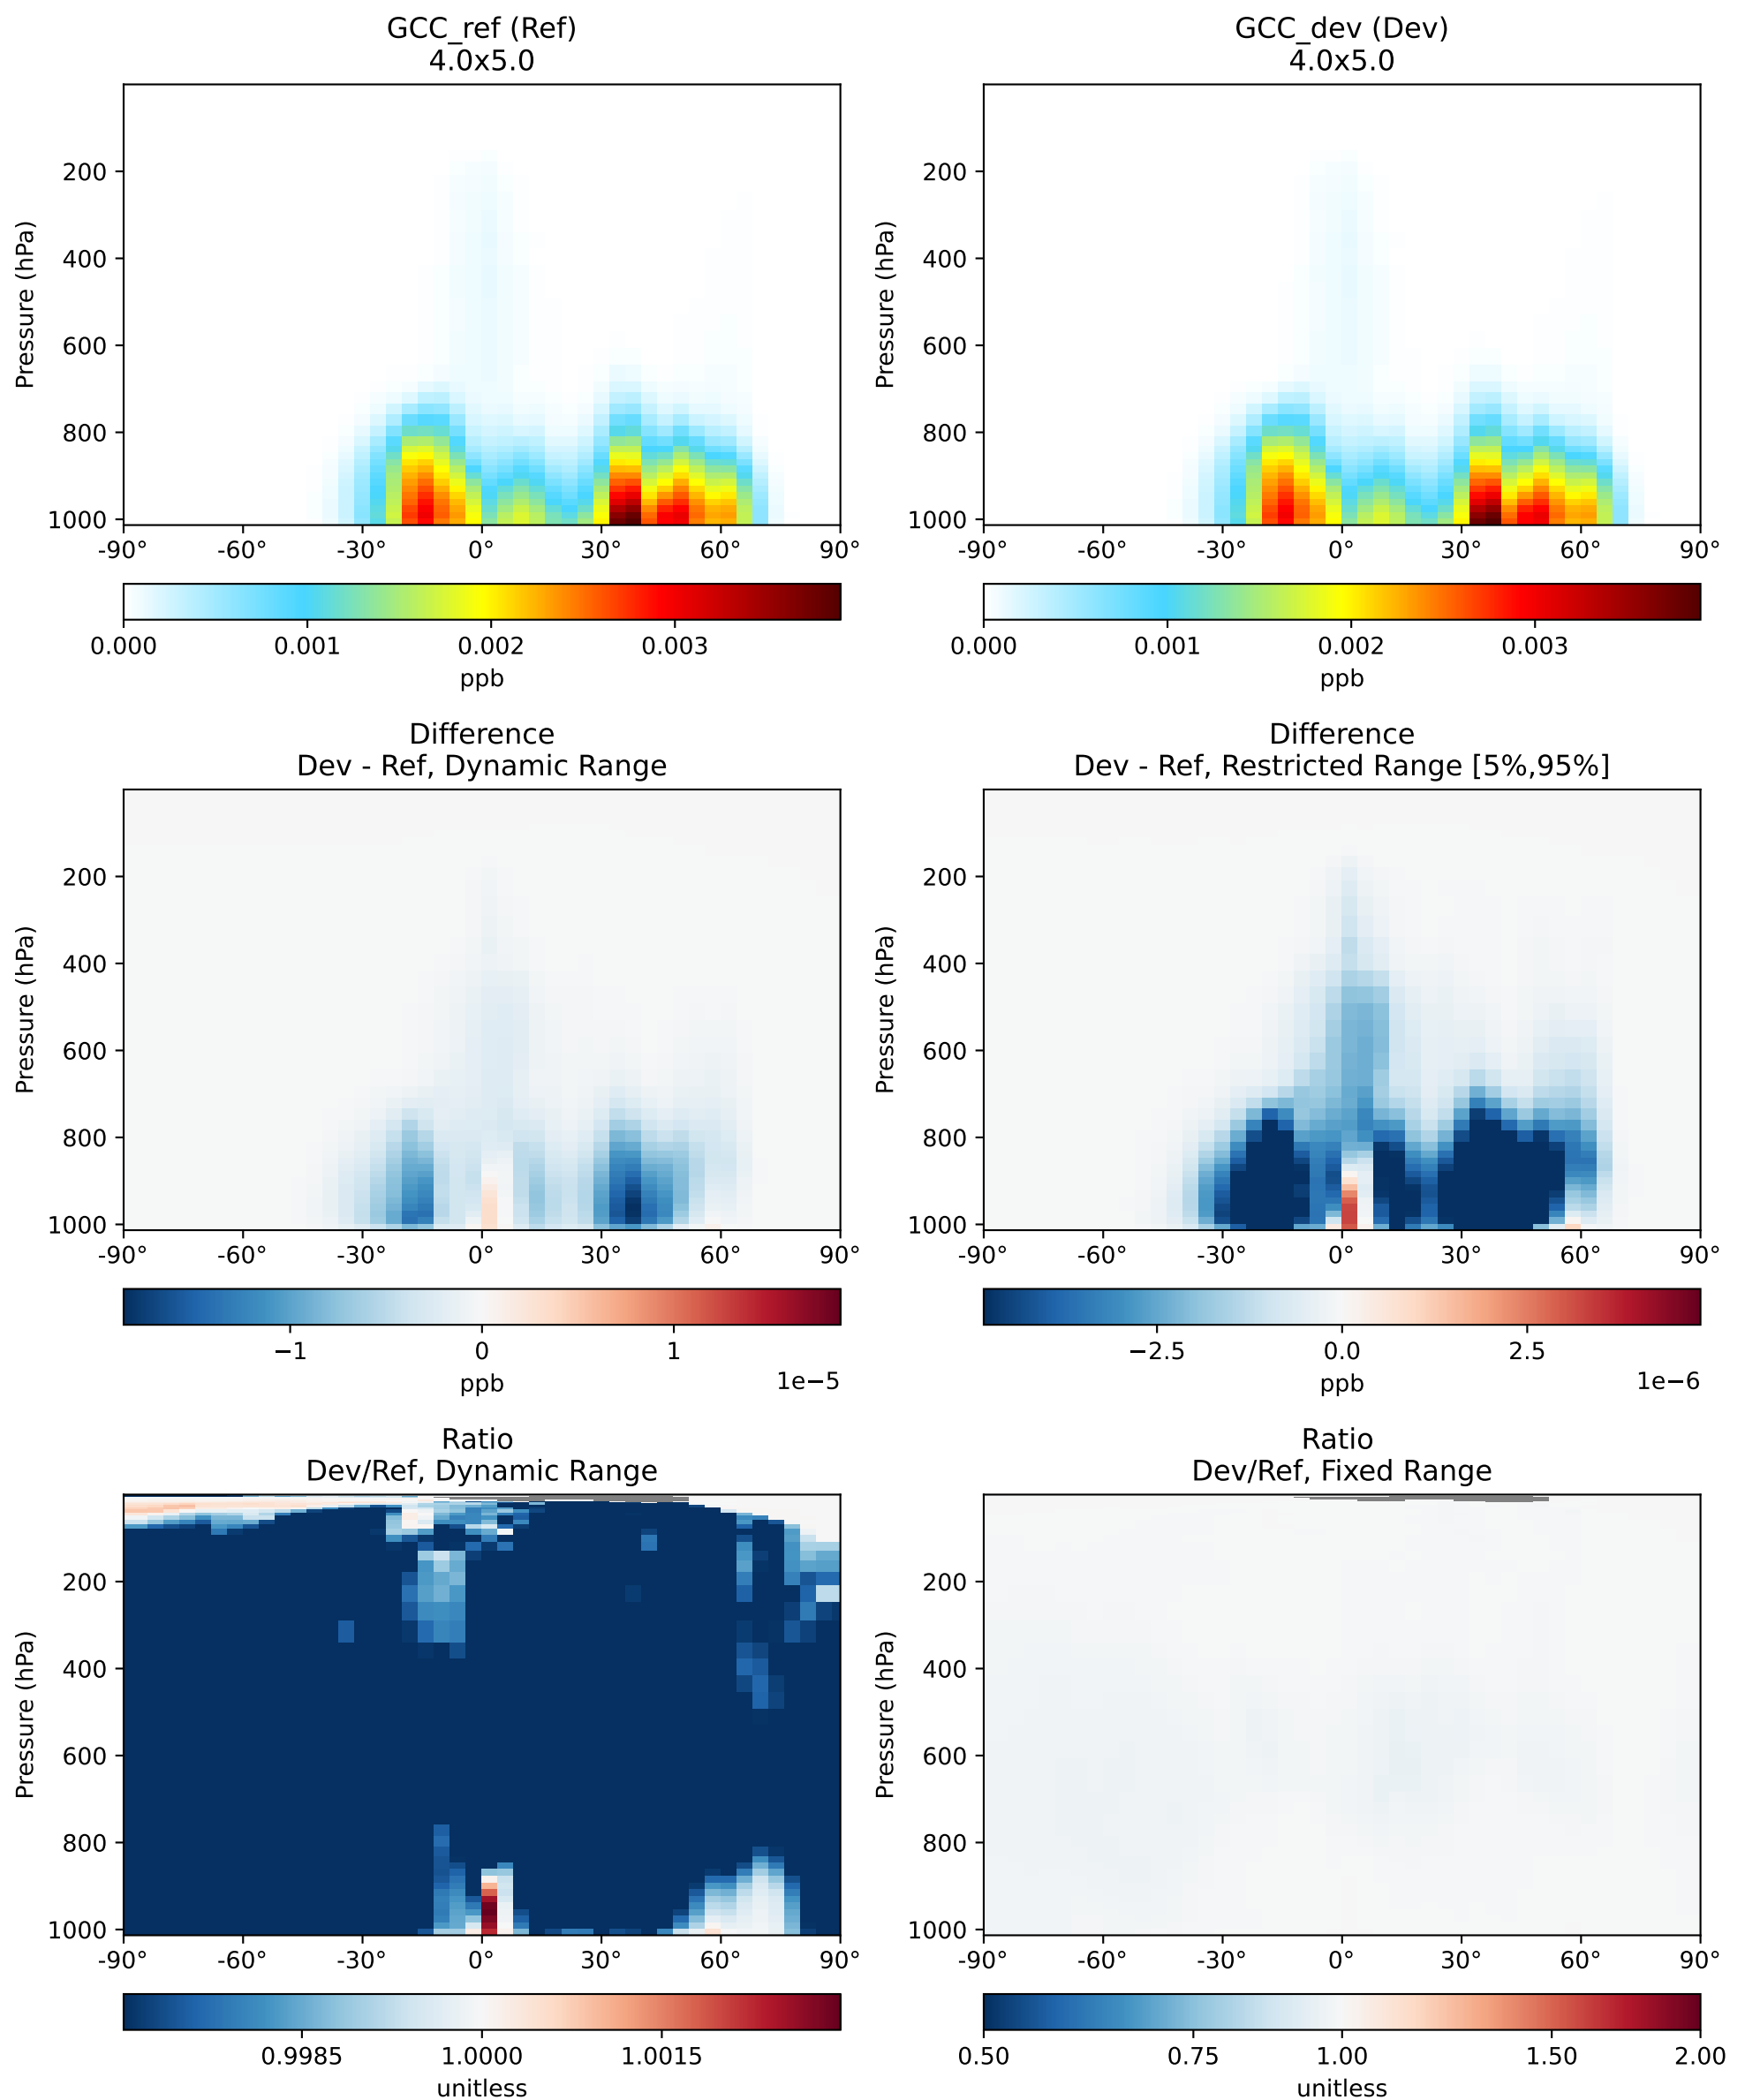 GCC_ref (Ref)
4.0x5.0
Pressure (hPa)
200
400
600
800
1000
-90° -60° -30° 0° 30° 60° 90°
0.000 0.001 0.002 0.003
ppb
GCC_dev (Dev)
4.0x5.0
Pressure (hPa)
200
400
600
800
1000
-90° -60° -30° 0° 30° 60° 90°
0.000 0.001 0.002 0.003
ppb
Difference
Dev - Ref, Dynamic Range
Pressure (hPa)
200
400
600
800
1000
-90° -60° -30° 0° 30° 60° 90°
−1 0 1
ppb
1e−5
Difference
Dev - Ref, Restricted Range [5%,95%]
Pressure (hPa)
200
400
600
800
1000
-90° -60° -30° 0° 30° 60° 90°
−2.5 0.0 2.5
ppb
1e−6
Ratio
Dev/Ref, Dynamic Range
Pressure (hPa)
200
400
600
800
1000
-90° -60° -30° 0° 30° 60° 90°
0.9985 1.0000 1.0015
unitless
Ratio
Dev/Ref, Fixed Range
Pressure (hPa)
200
400
600
800
1000
-90° -60° -30° 0° 30° 60° 90°
0.50 0.75 1.00 1.50 2.00
unitless